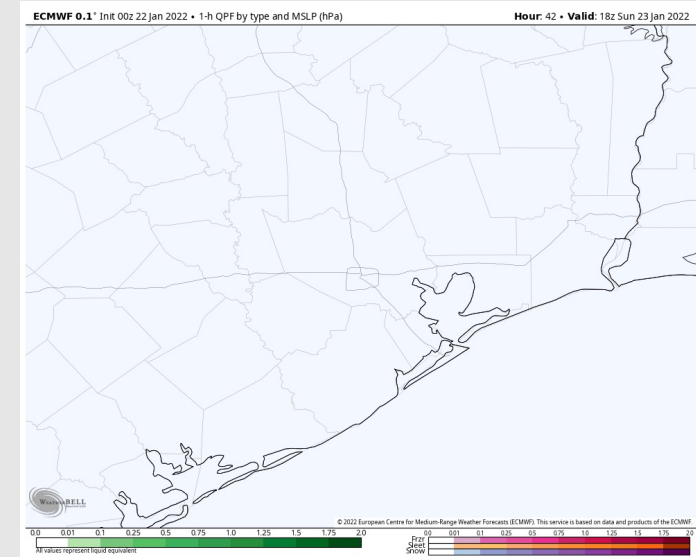 ECMWF 0.1° Init 00z 22 Jan 2022 • 1-h QPF by type and MSLP (hPa)
Hour: 42 • Valid: 18z Sun 23 Jan 2022
WeatherBELL
© 2022 European Centre for Medium-Range Weather Forecasts (ECMWF). This service is based on data and products of the ECMWF.
0.0 0.01 0.1 0.25 0.5 0.75 1.0 1.25 1.5 1.75 2.0
All values represent liquid equivalent
0.0 0.01 0.1 0.25 0.5 0.75 1.0 1.25 1.5 1.75 2.0
Frzr
Sleet
Snow